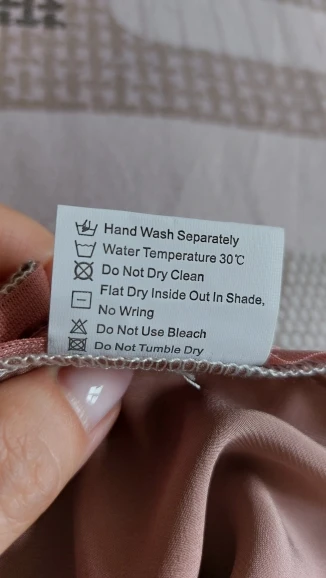 Hand Wash Separately
Water Temperature 30℃
Do Not Dry Clean
Flat Dry Inside Out In Shade,
No Wring
Do Not Use Bleach
Do Not Tumble Dry